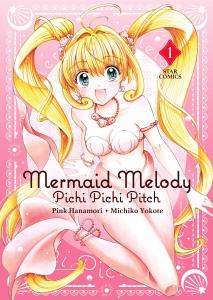 1
STAR COMICS
Mermaid Melody
Pichi Pichi Pitch
Pink Hanamori • Michiko Yokote